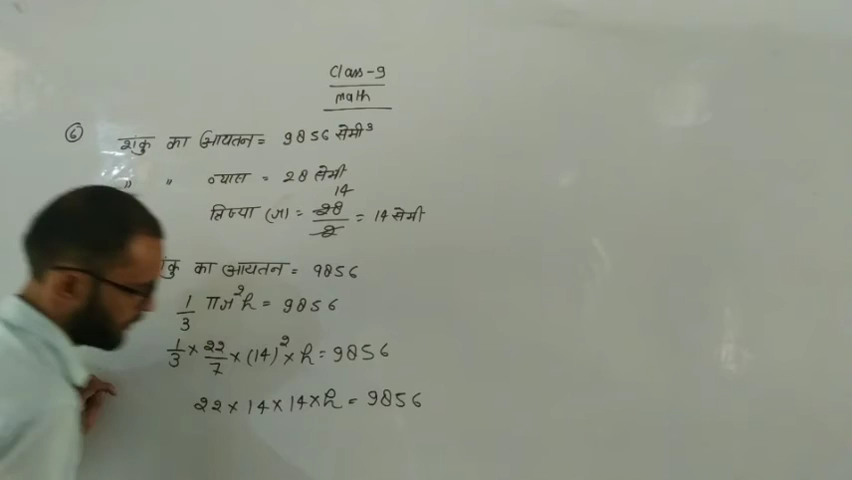 Class-9
math
⑥ शंकु का आयतन = 9856 सेमी³
" " व्यास = 28 सेमी
त्रिज्या (r) = 28/2 14 = 14 सेमी
का आयतन = 9856
1/3 πr²h = 9856
1/3 × 22/7 × (14)² × h = 9856
22 × 14 × 14 × h = 9856